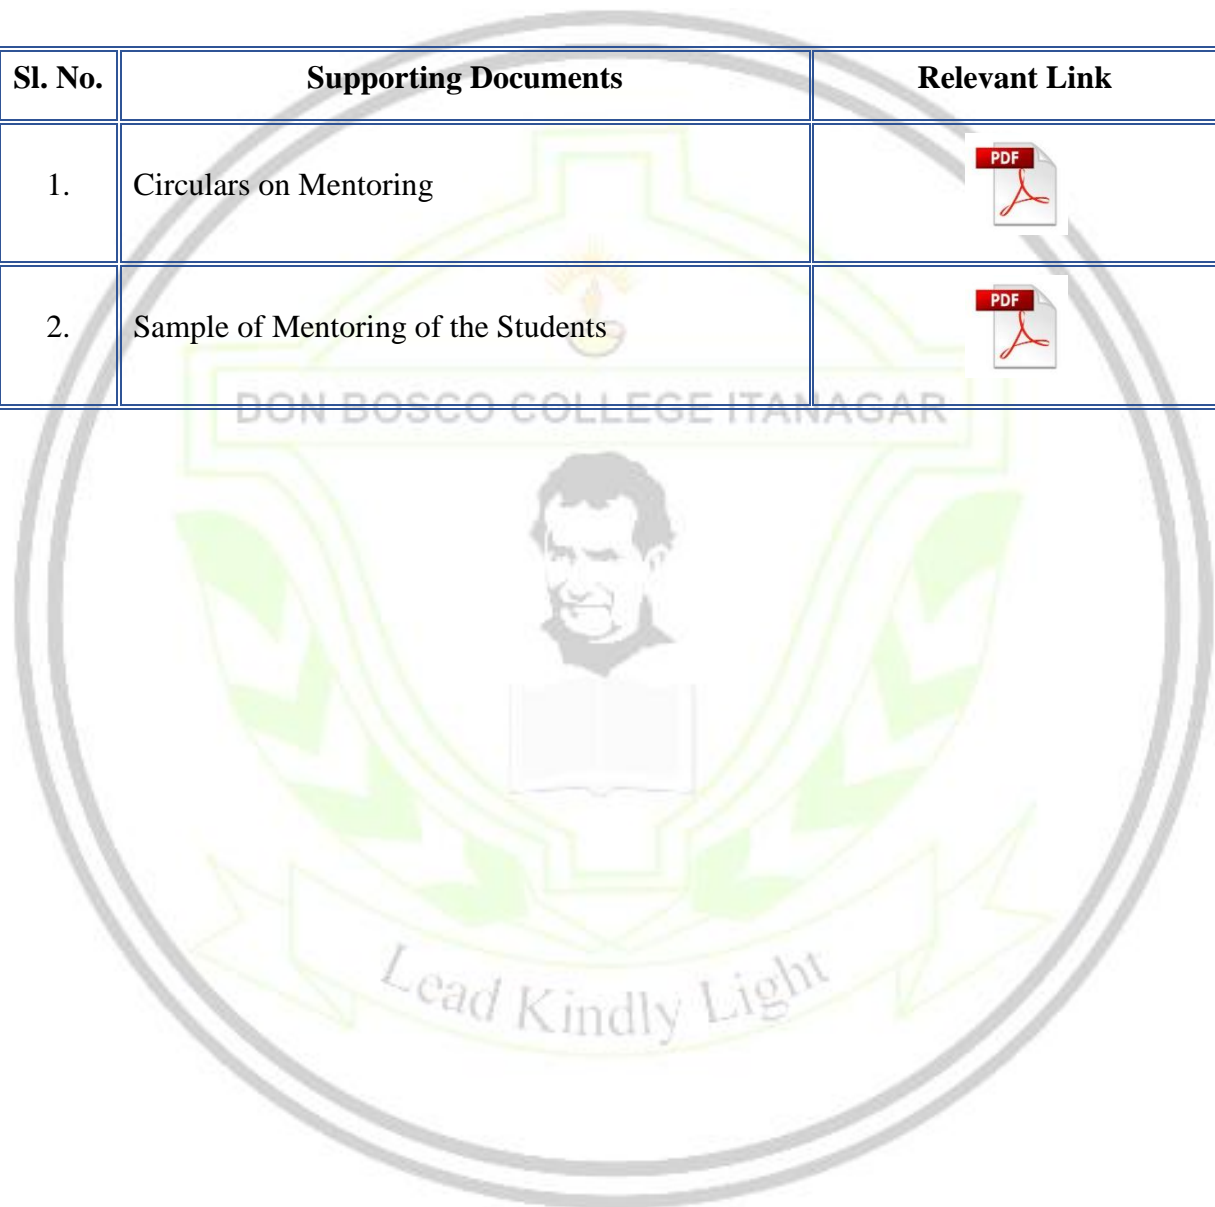 Sl. No. Supporting Documents Relevant Link
PDF
1. Circulars on Mentoring
PDF
2. Sample of Mentoring of the Students
DON BOSCO COLLEGE ITANAGAR
Lead Kindly Light